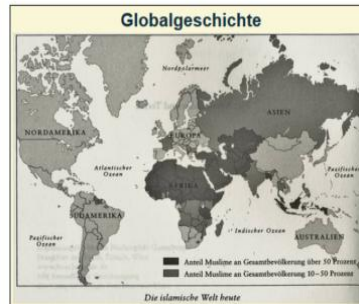 Globalgeschichte
Nordpolarmeer
NORDAMERIKA
EUROPA
ASIEN
Atlantischer
Ozean
Pazifischer
Ozean
AFRIKA
SÜDAMERIKA
Pazifischer
Ozean
Indischer Ozean
AUSTRALIEN
Anteil Muslime an Gesamtbevölkerung über 50 Prozent
Anteil Muslime an Gesamtbevölkerung 10–50 Prozent
Die islamische Welt heute